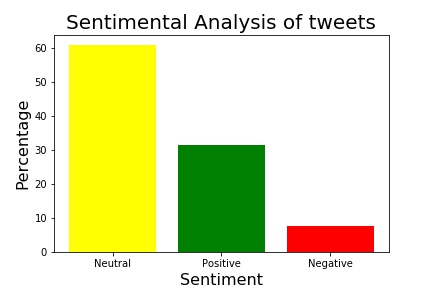 Sentimental Analysis of tweets
Percentage
60
50
40
30
20
10
0
Neutral Positive Negative
Sentiment